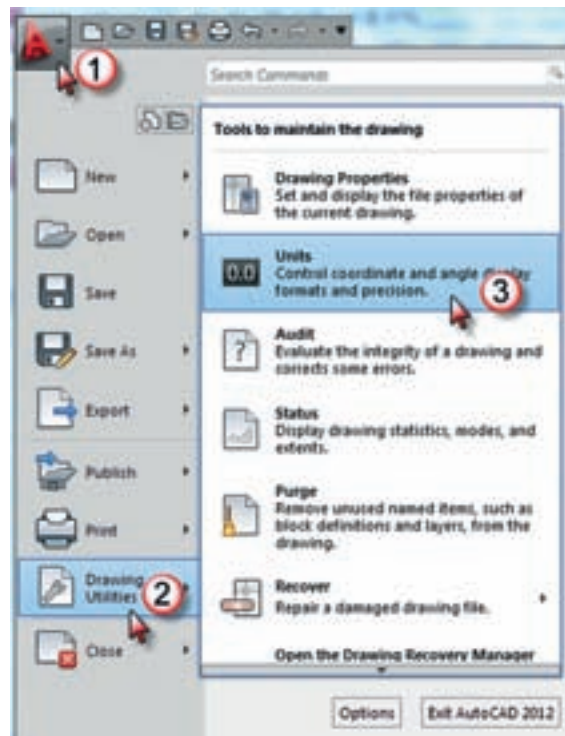 1
Search Commands
Tools to maintain the drawing
New
Open
Save
Save As
Export
Publish
Print
Drawing
Utilities
2
Close
Drawing Properties
Set and display the file properties of
the current drawing.
0.0
Units
Control coordinate and angle display
formats and precision.
3
?
Audit
Evaluate the integrity of a drawing and
corrects some errors.
Status
Display drawing statistics, modes, and
extents.
Purge
Remove unused named items, such as
block definitions and layers, from the
drawing.
Recover
Repair a damaged drawing file.
Open the Drawing Recovery Manager
Options
Exit AutoCAD 2012